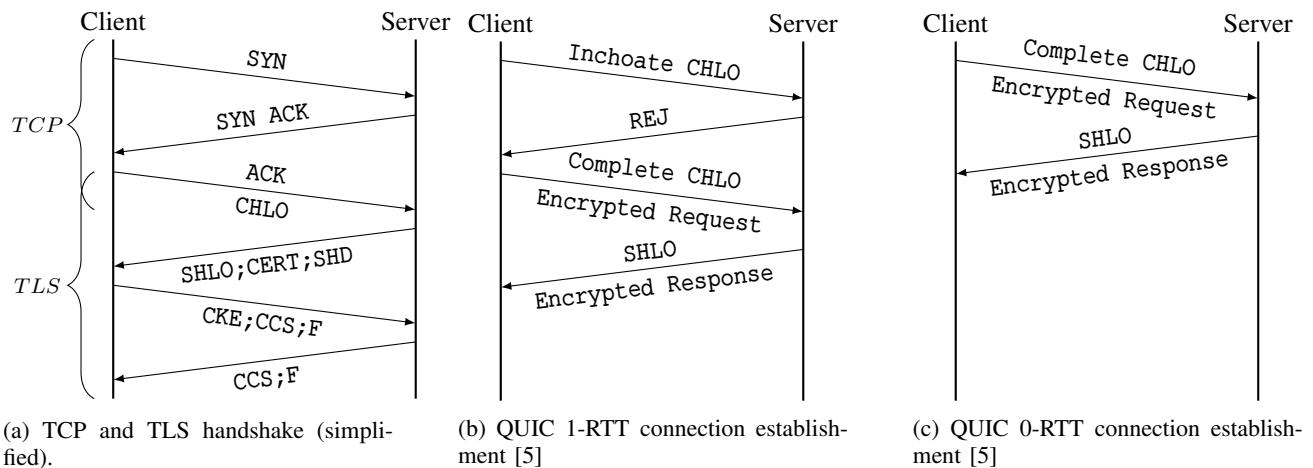 Client Server
SYN
SYN ACK
TCP
ACK
CHLO
SHLO;CERT;SHD
TLS
CKE;CCS;F
CCS;F
(a) TCP and TLS handshake (simpli-
fied).
Client Server
Inchoate CHLO
REJ
Complete CHLO
Encrypted Request
SHLO
Encrypted Response
(b) QUIC 1-RTT connection establish-
ment [5]
Client Server
Complete CHLO
Encrypted Request
SHLO
Encrypted Response
(c) QUIC 0-RTT connection establish-
ment [5]